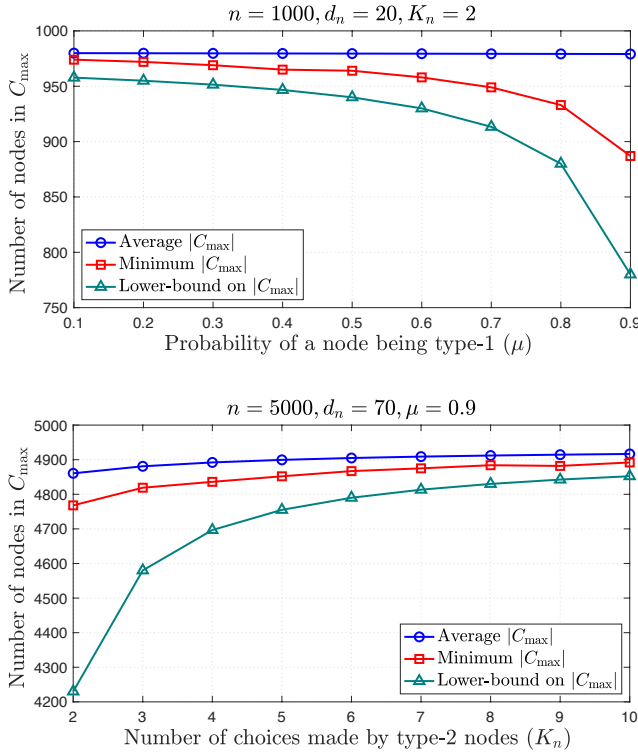 n = 1000, d_n = 20, K_n = 2
Number of nodes in C_max
1000
950
900
850
800
750
Average |C_max|
Minimum |C_max|
Lower-bound on |C_max|
0.1 0.2 0.3 0.4 0.5 0.6 0.7 0.8 0.9
Probability of a node being type-1 (μ)
n = 5000, d_n = 70, μ = 0.9
Number of nodes in C_max
5000
4900
4800
4700
4600
4500
4400
4300
4200
Average |C_max|
Minimum |C_max|
Lower-bound on |C_max|
2 3 4 5 6 7 8 9 10
Number of choices made by type-2 nodes (K_n)